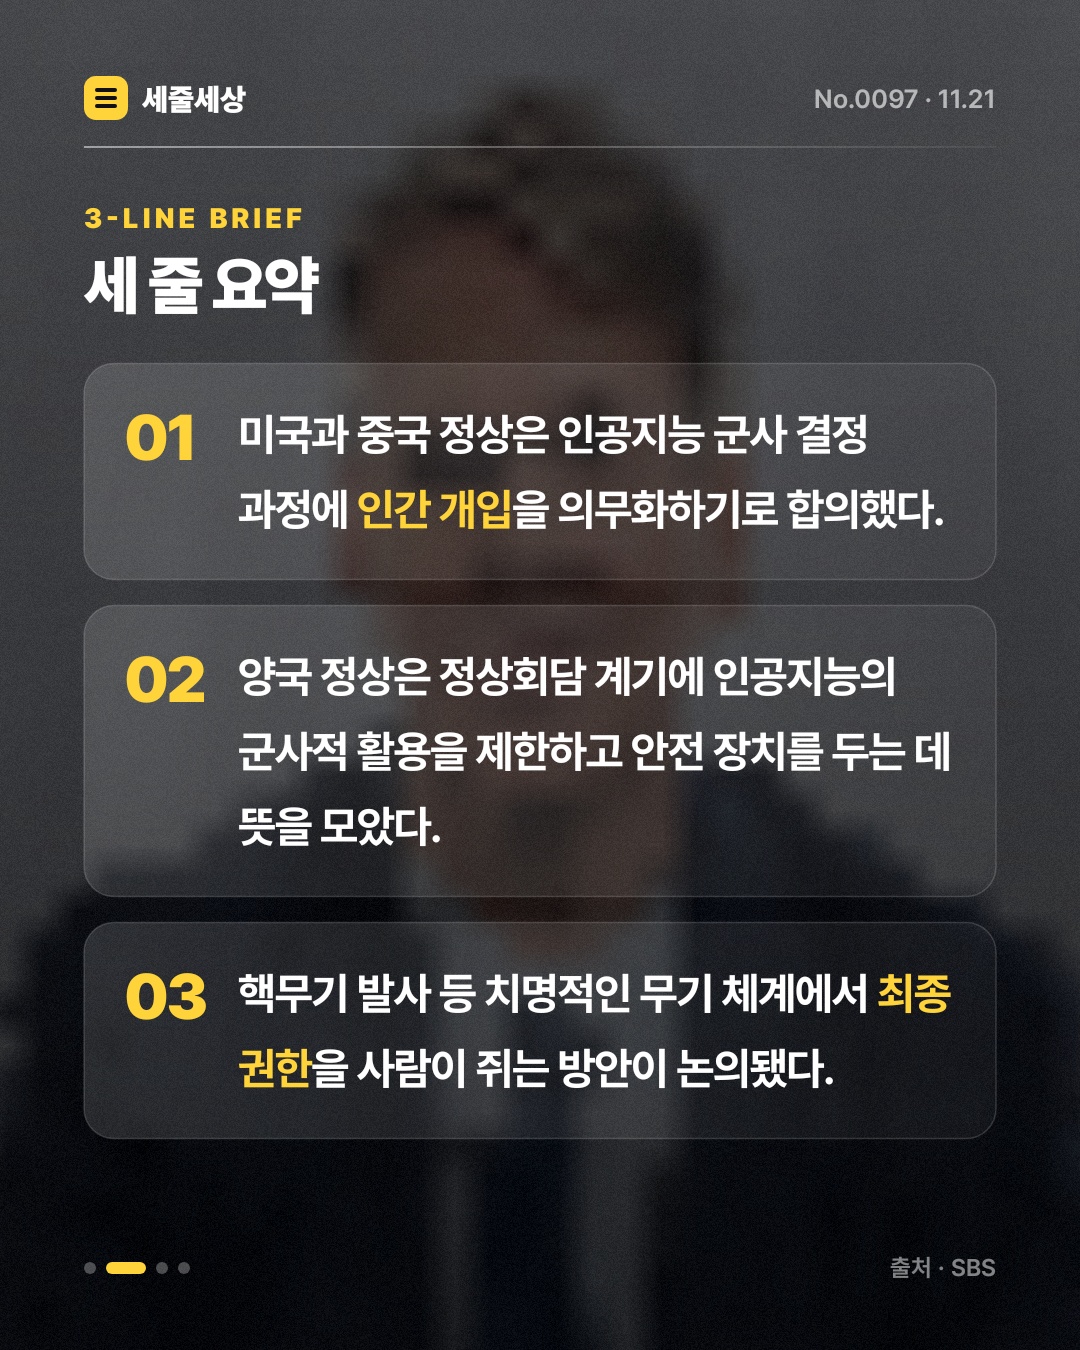 세줄세상
No.0097 · 11.21
3-LINE BRIEF
세 줄 요약
01
미국과 중국 정상은 인공지능 군사 결정
과정에 인간 개입을 의무화하기로 합의했다.
02
양국 정상은 정상회담 계기에 인공지능의
군사적 활용을 제한하고 안전 장치를 두는 데
뜻을 모았다.
03
핵무기 발사 등 치명적인 무기 체계에서 최종
권한을 사람이 쥐는 방안이 논의됐다.
출처 · SBS